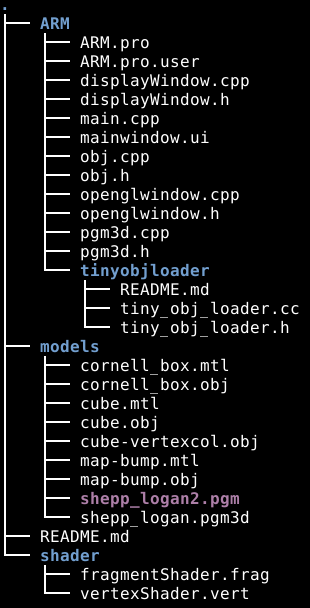 .
├── ARM
│   ├── ARM.pro
│   ├── ARM.pro.user
│   ├── displayWindow.cpp
│   ├── displayWindow.h
│   ├── main.cpp
│   ├── mainwindow.ui
│   ├── obj.cpp
│   ├── obj.h
│   ├── openglwindow.cpp
│   ├── openglwindow.h
│   ├── pgm3d.cpp
│   ├── pgm3d.h
│   └── tinyobjloader
│       ├── README.md
│       ├── tiny_obj_loader.cc
│       └── tiny_obj_loader.h
├── models
│   ├── cornell_box.mtl
│   ├── cornell_box.obj
│   ├── cube.mtl
│   ├── cube.obj
│   ├── cube-vertexcol.obj
│   ├── map-bump.mtl
│   ├── map-bump.obj
│   ├── shepp_logan2.pgm
│   └── shepp_logan.pgm3d
├── README.md
└── shader
    ├── fragmentShader.frag
    └── vertexShader.vert